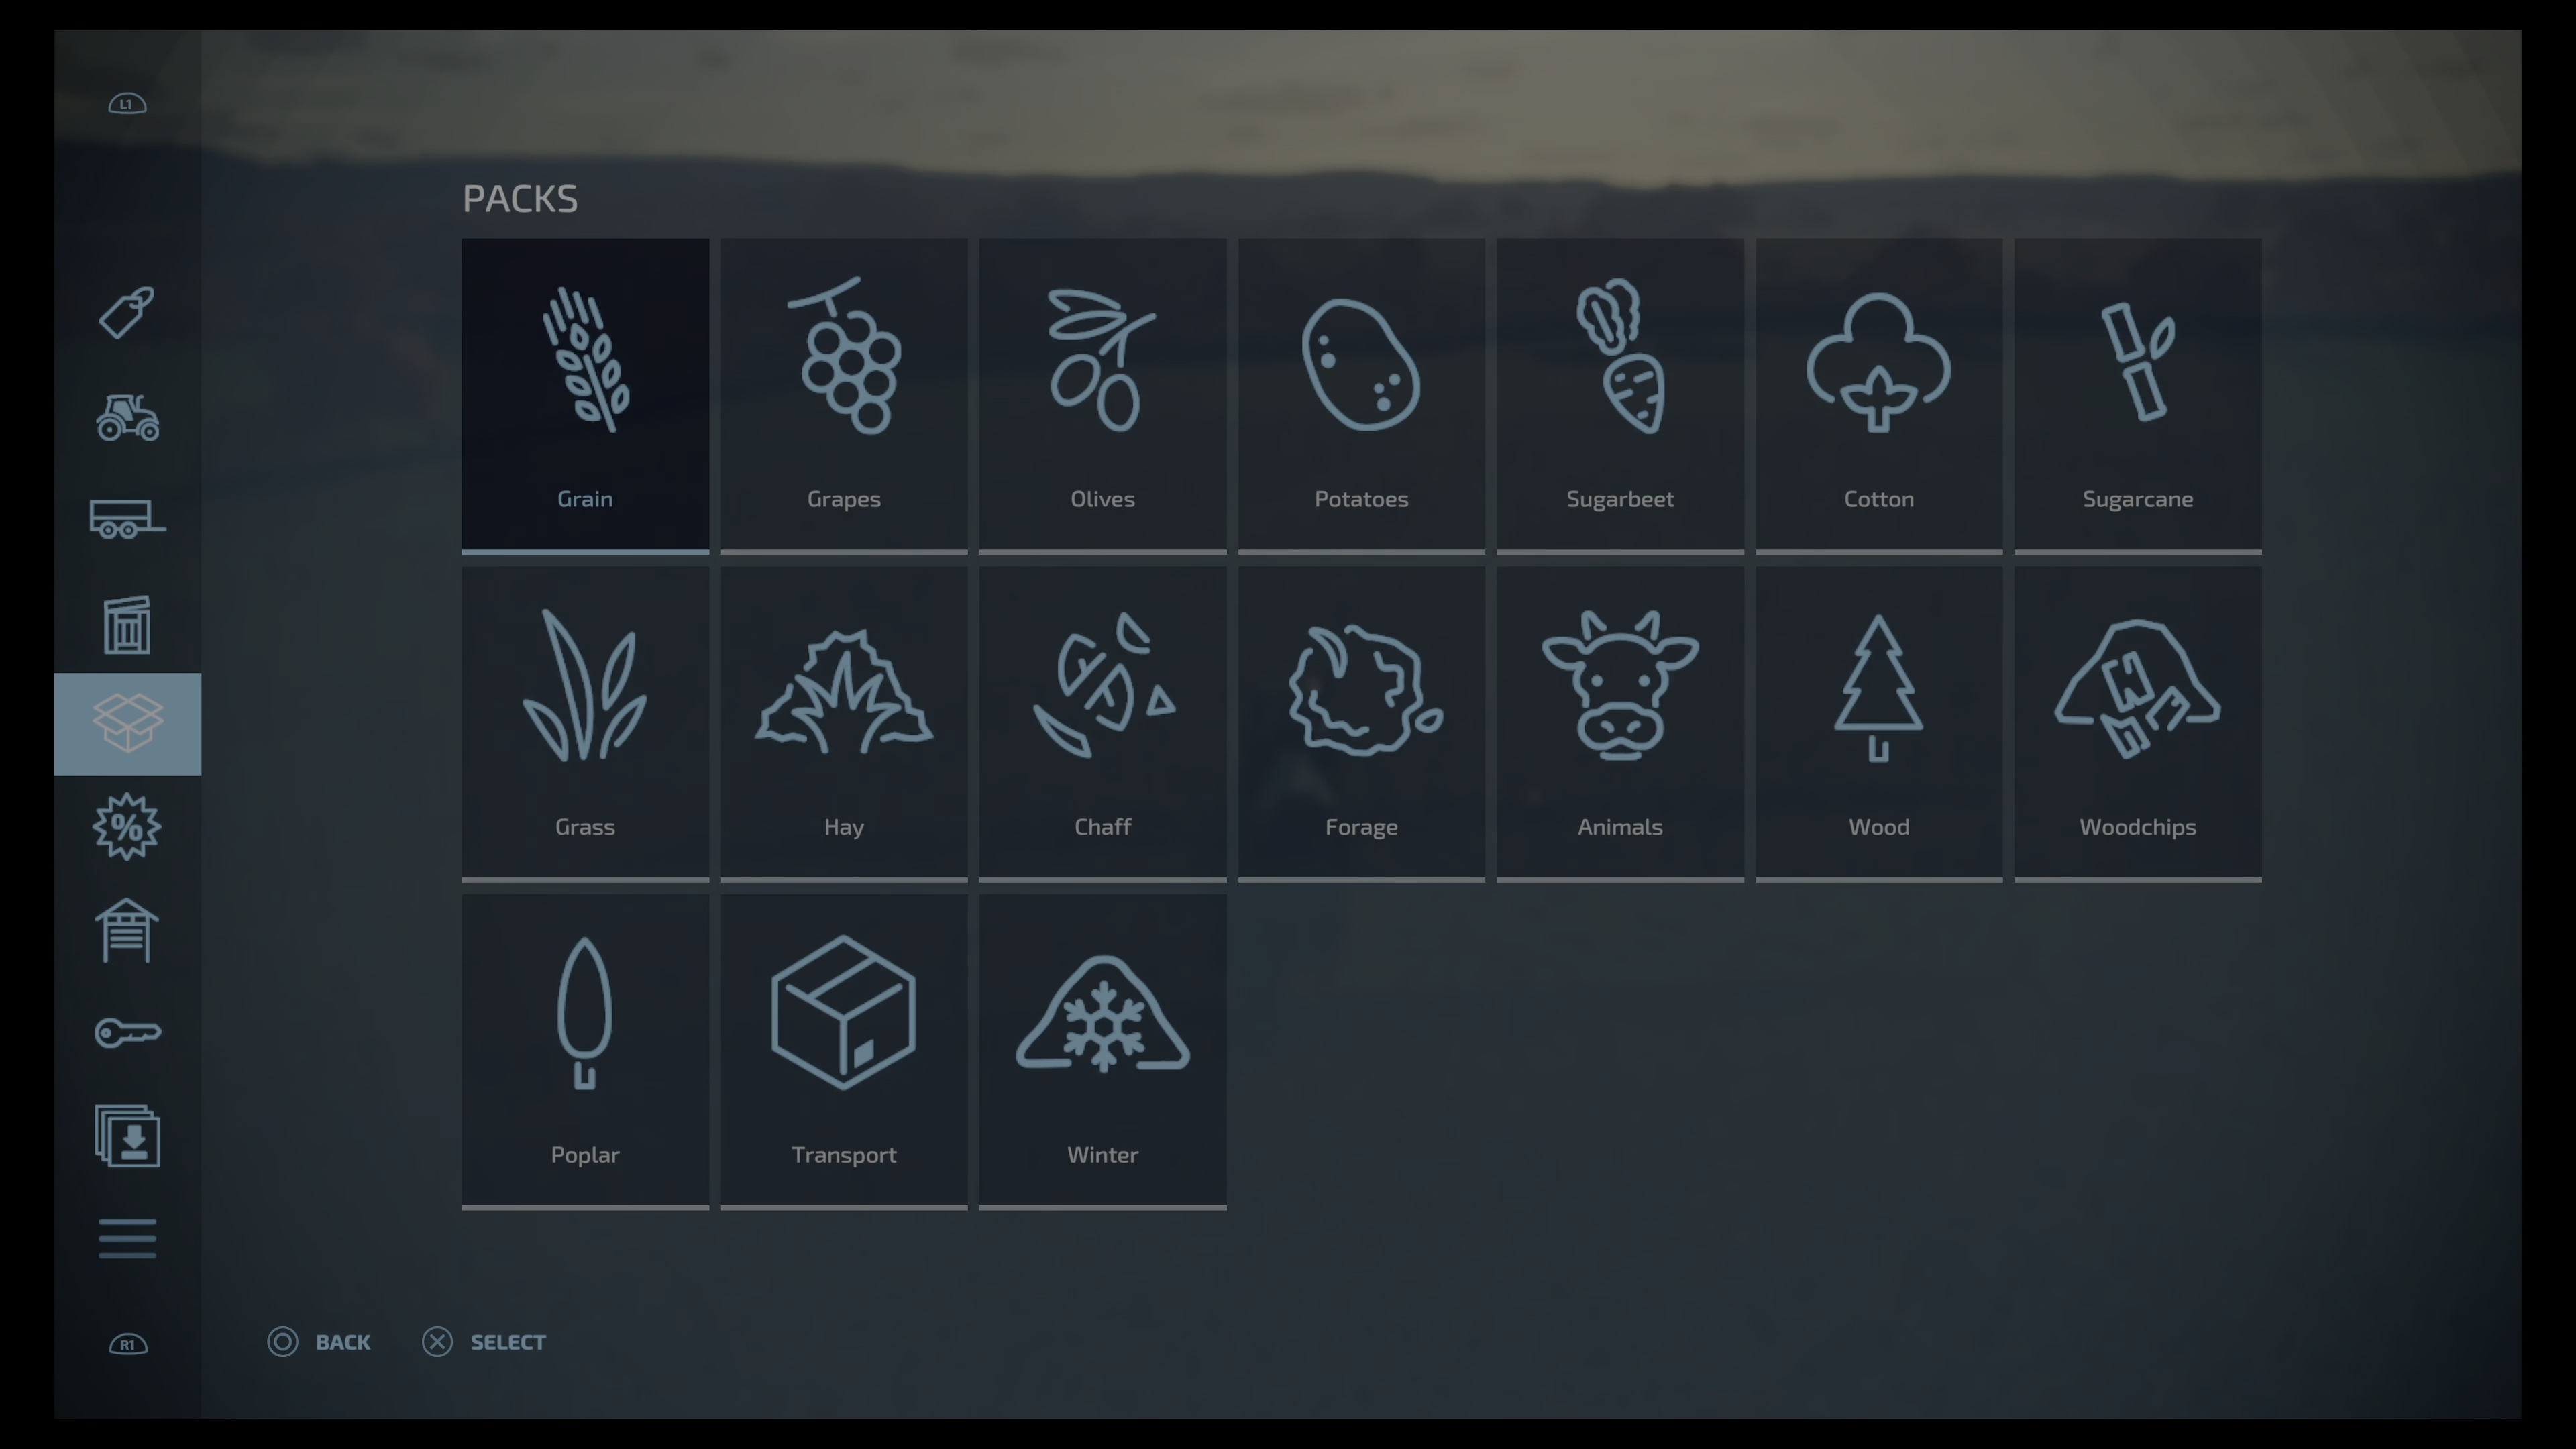 L1
PACKS
Grain
Grapes
Olives
Potatoes
Sugarbeet
Cotton
Sugarcane
Grass
Hay
Chaff
Forage
Animals
Wood
Woodchips
Poplar
Transport
Winter
%
R1
BACK
SELECT